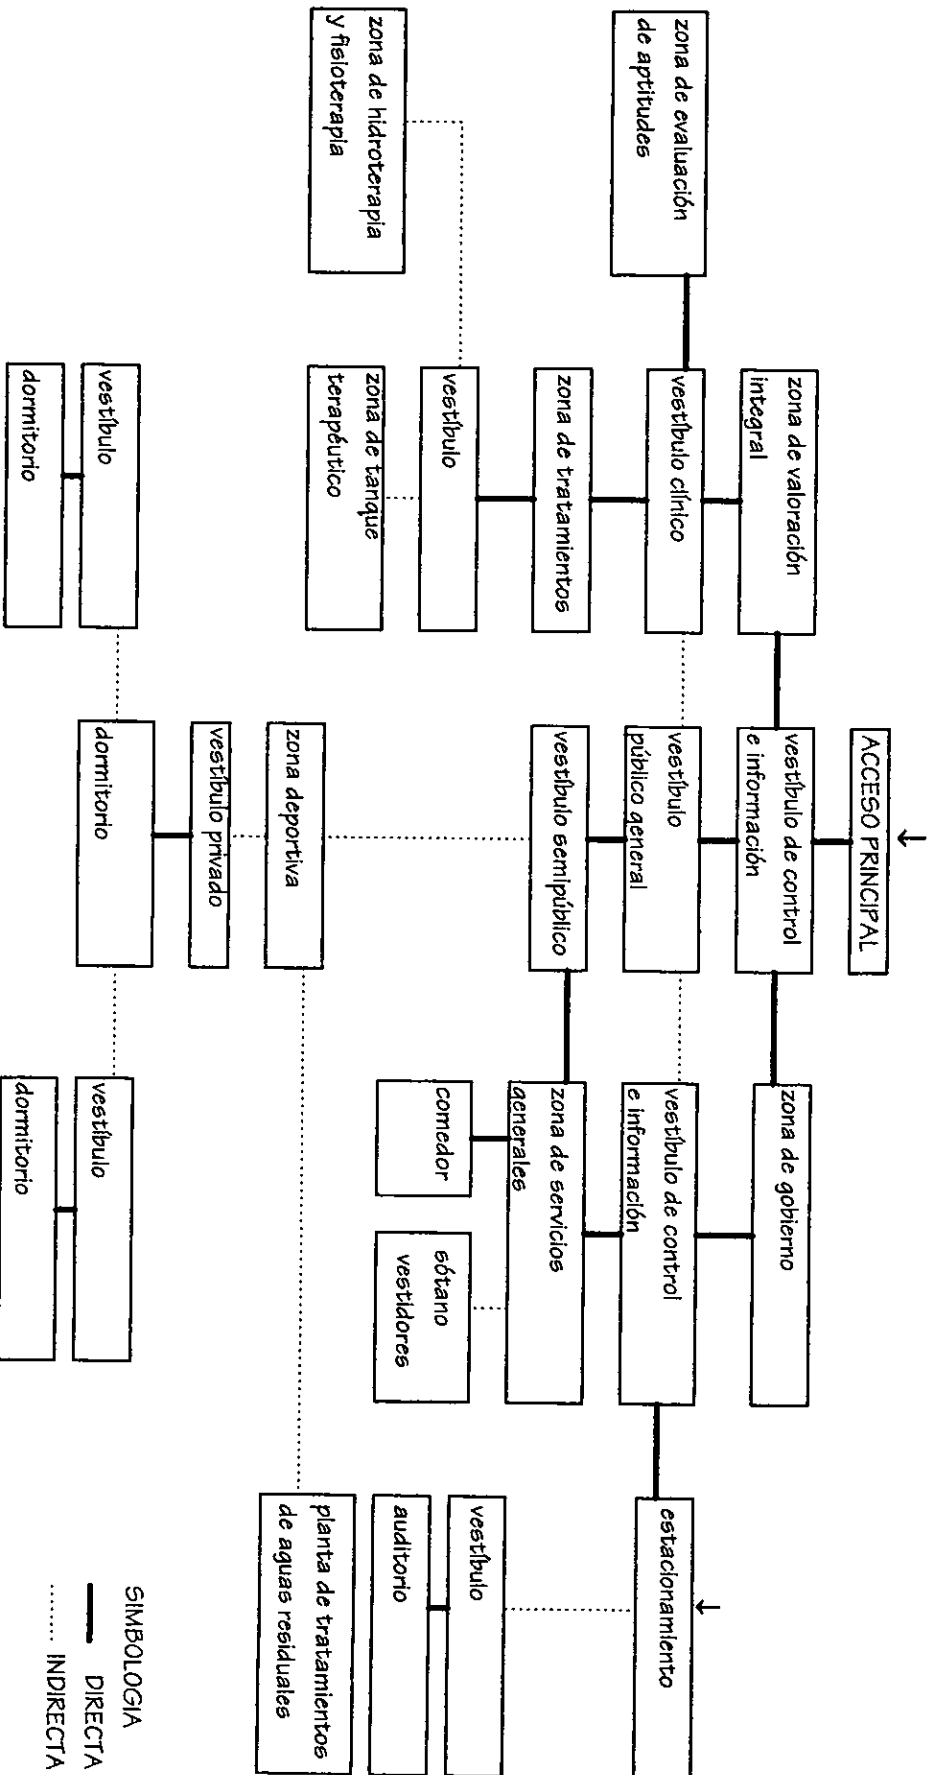 ACCESO PRINCIPAL
zona de valoración
integral
vestíbulo de control
e información
zona de gobierno
zona de evaluación
de aptitudes
vestíbulo clínico
vestíbulo
público general
vestíbulo de control
e información
estacionamiento
zona de tratamientos
vestíbulo semipúblico
zona de servicios
generales
vestíbulo
comedor
sótano
vestidores
vestíbulo
auditorio
zona de hidroterapia
y fisioterapia
zona de tanque
terapéutico
zona deportiva
planta de tratamientos
de aguas residuales
vestíbulo privado
vestíbulo
dormitorio
dormitorio
vestíbulo
dormitorio
SIMBOLOGIA
DIRECTA
INDIRECTA